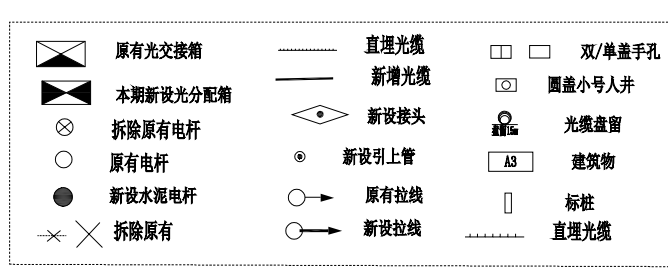 原有光交接箱
本期新设光分配箱
拆除原有电杆
原有电杆
新设水泥电杆
拆除原有
直埋光缆
新增光缆
新设接头
新设引上管
原有拉线
新设拉线
双/单盖手孔
圆盖小号人井
光缆盘留
A3
建筑物
标桩
直埋光缆